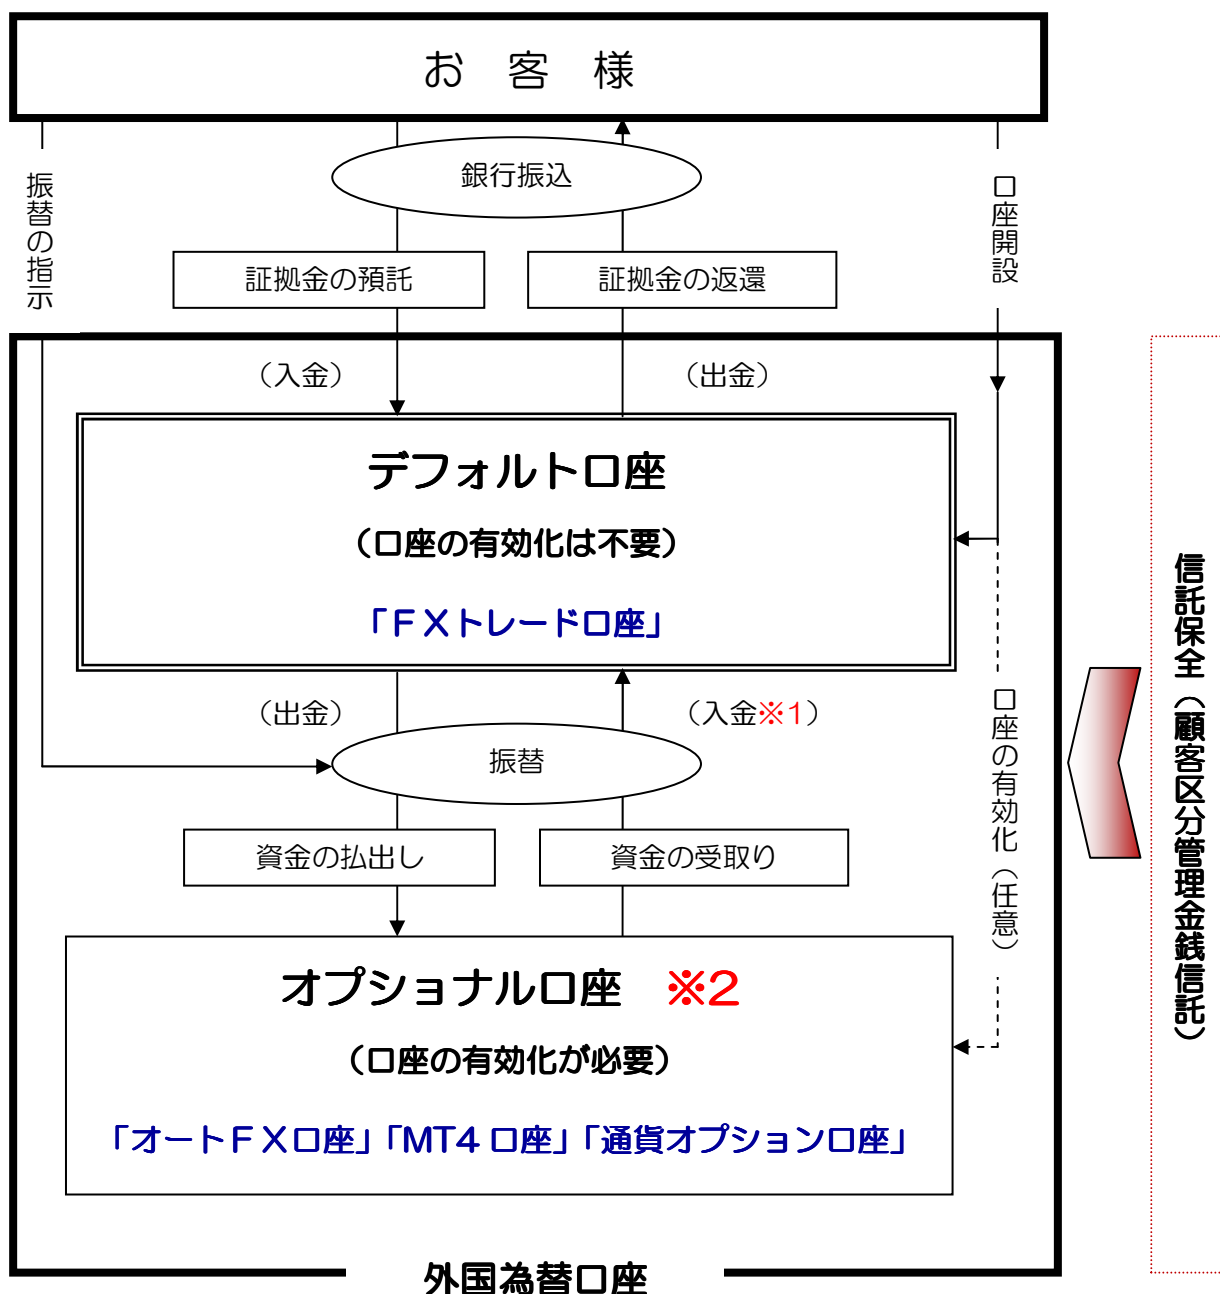 お　客　様
銀行振込
振替の指示
口座開設
証拠金の預託
証拠金の返還
（入金）
（出金）
デフォルト口座
（口座の有効化は不要）
「ＦＸトレード口座」
（出金）
（入金※1）
振替
口座の有効化（任意）
資金の払出し
資金の受取り
オプショナル口座　※2
（口座の有効化が必要）
「オートＦＸ口座」「MT4 口座」「通貨オプション口座」
外国為替口座
信託保全（顧客区分管理金銭信託）